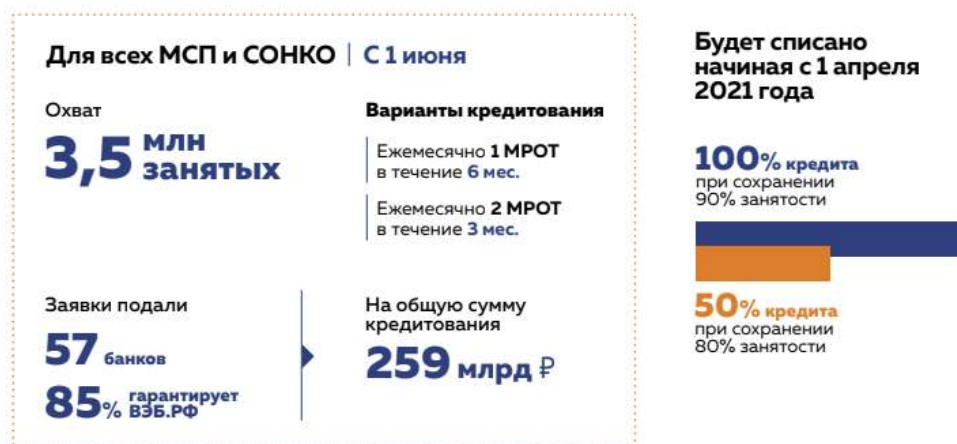 Для всех МСП и СОНКО | С 1 июня
Охват
3,5 млн занятых
Варианты кредитования
Ежемесячно 1 МРОТ
в течение 6 мес.
Ежемесячно 2 МРОТ
в течение 3 мес.
Заявки подали
57 банков
85% гарантирует ВЭБ.РФ
На общую сумму
кредитования
259 млрд ₽
Будет списано
начиная с 1 апреля
2021 года
100% кредита
при сохранении
90% занятости
50% кредита
при сохранении
80% занятости